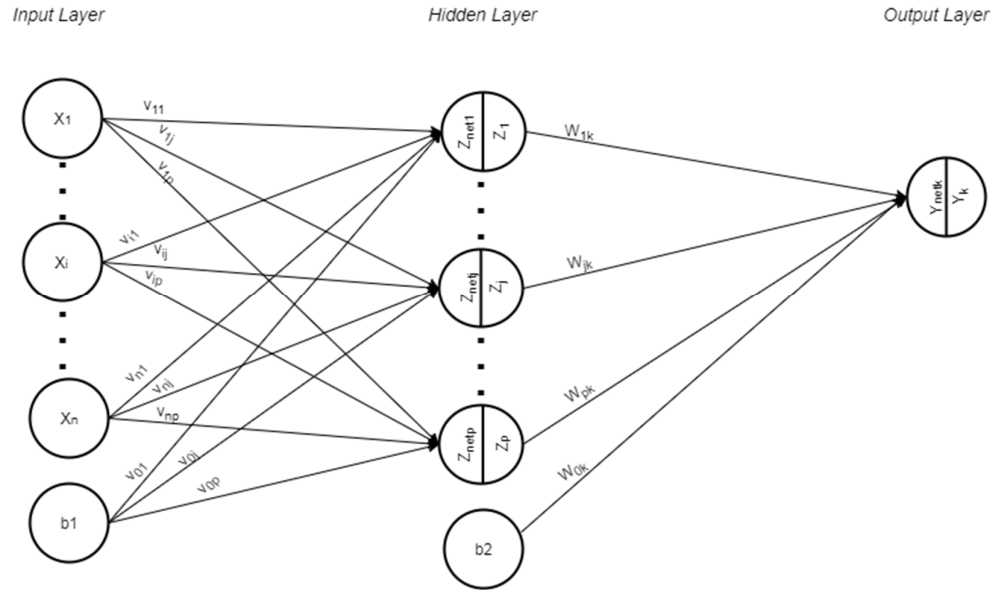 Input Layer
Hidden Layer
Output Layer
X1
v11
v1j
v1p
Znet1
Z1
W1k
Ynetk
Yk
Xi
vi1
vij
vip
Znetj
Zj
Wjk
Xn
vn1
vnj
vnp
Znetp
Zp
Wpk
b1
v01
v0j
v0p
W0k
b2